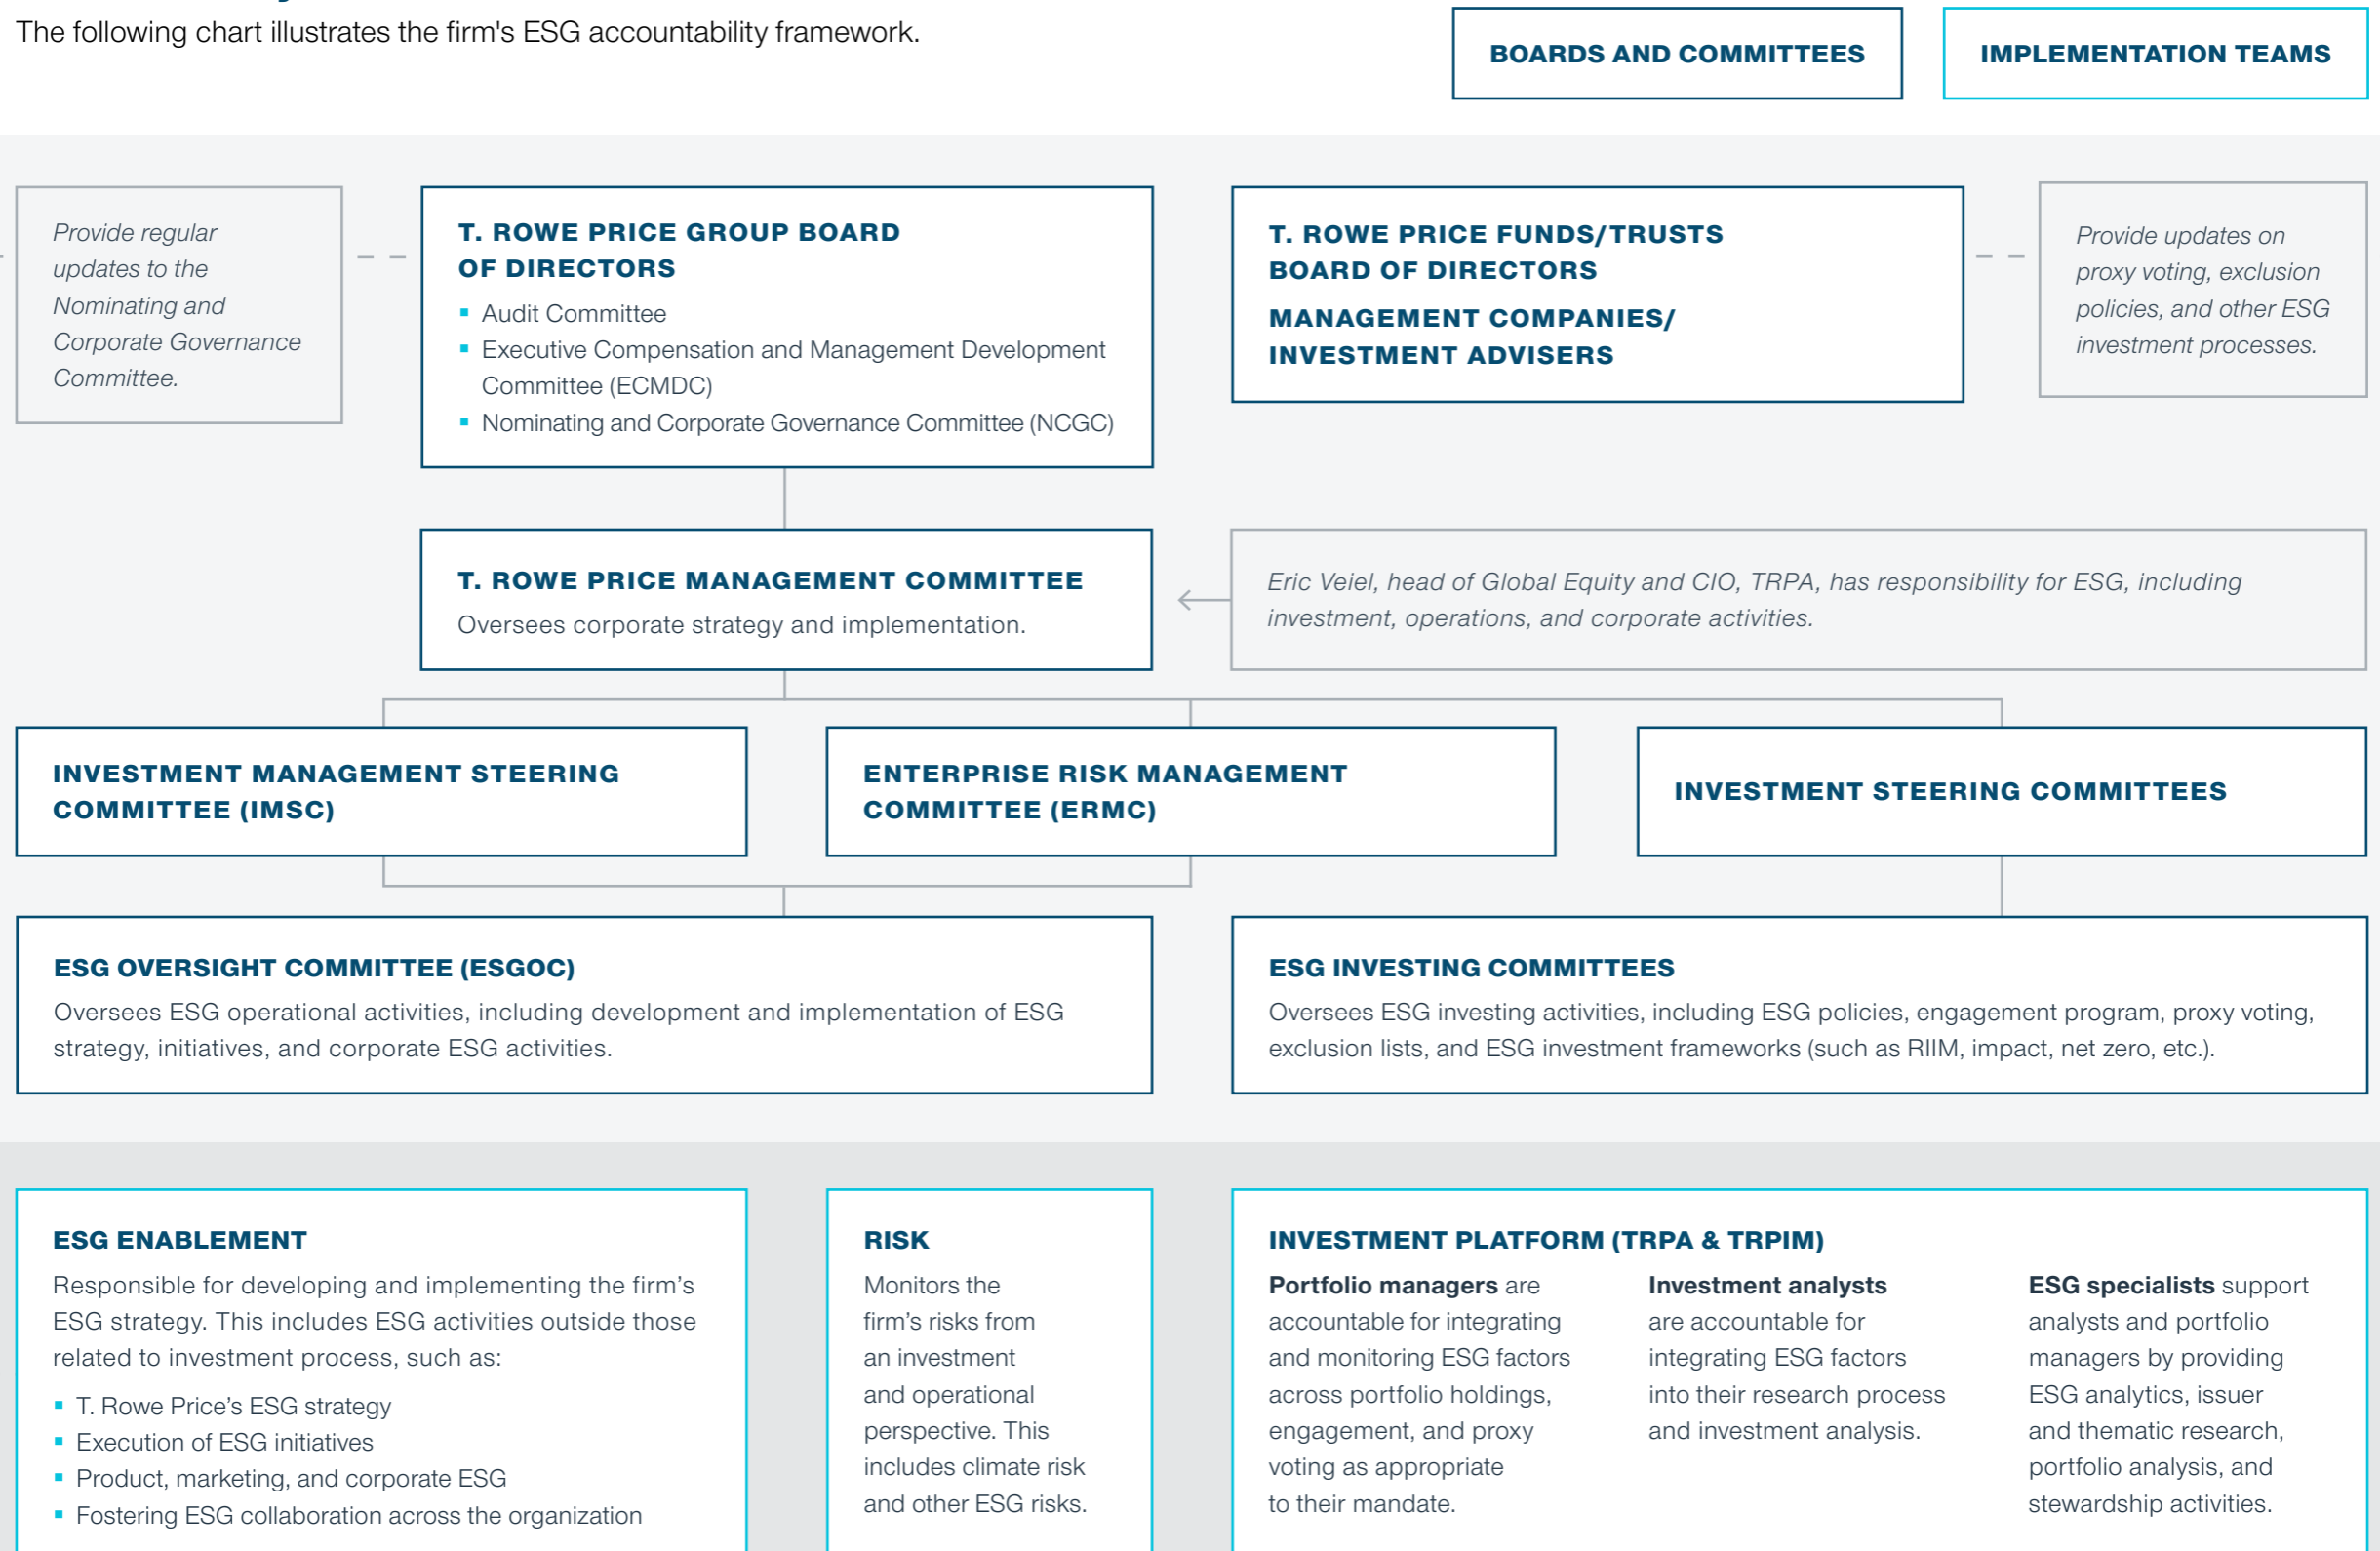 The following chart illustrates the firm's ESG accountability framework.
BOARDS AND COMMITTEES
IMPLEMENTATION TEAMS
Provide regular
updates to the
Nominating and
Corporate Governance
Committee.
T. ROWE PRICE GROUP BOARD
OF DIRECTORS
▪ Audit Committee
▪ Executive Compensation and Management Development
Committee (ECMDC)
▪ Nominating and Corporate Governance Committee (NCGC)
T. ROWE PRICE FUNDS/TRUSTS
BOARD OF DIRECTORS
MANAGEMENT COMPANIES/
INVESTMENT ADVISERS
Provide updates on
proxy voting, exclusion
policies, and other ESG
investment processes.
T. ROWE PRICE MANAGEMENT COMMITTEE
Oversees corporate strategy and implementation.
Eric Veiel, head of Global Equity and CIO, TRPA, has responsibility for ESG, including
investment, operations, and corporate activities.
INVESTMENT MANAGEMENT STEERING
COMMITTEE (IMSC)
ENTERPRISE RISK MANAGEMENT
COMMITTEE (ERMC)
INVESTMENT STEERING COMMITTEES
ESG OVERSIGHT COMMITTEE (ESGOC)
Oversees ESG operational activities, including development and implementation of ESG
strategy, initiatives, and corporate ESG activities.
ESG INVESTING COMMITTEES
Oversees ESG investing activities, including ESG policies, engagement program, proxy voting,
exclusion lists, and ESG investment frameworks (such as RIIM, impact, net zero, etc.).
ESG ENABLEMENT
Responsible for developing and implementing the firm’s
ESG strategy. This includes ESG activities outside those
related to investment process, such as:
▪ T. Rowe Price’s ESG strategy
▪ Execution of ESG initiatives
▪ Product, marketing, and corporate ESG
▪ Fostering ESG collaboration across the organization
RISK
Monitors the
firm’s risks from
an investment
and operational
perspective. This
includes climate risk
and other ESG risks.
INVESTMENT PLATFORM (TRPA & TRPIM)
Portfolio managers are
accountable for integrating
and monitoring ESG factors
across portfolio holdings,
engagement, and proxy
voting as appropriate
to their mandate.
Investment analysts
are accountable for
integrating ESG factors
into their research process
and investment analysis.
ESG specialists support
analysts and portfolio
managers by providing
ESG analytics, issuer
and thematic research,
portfolio analysis, and
stewardship activities.